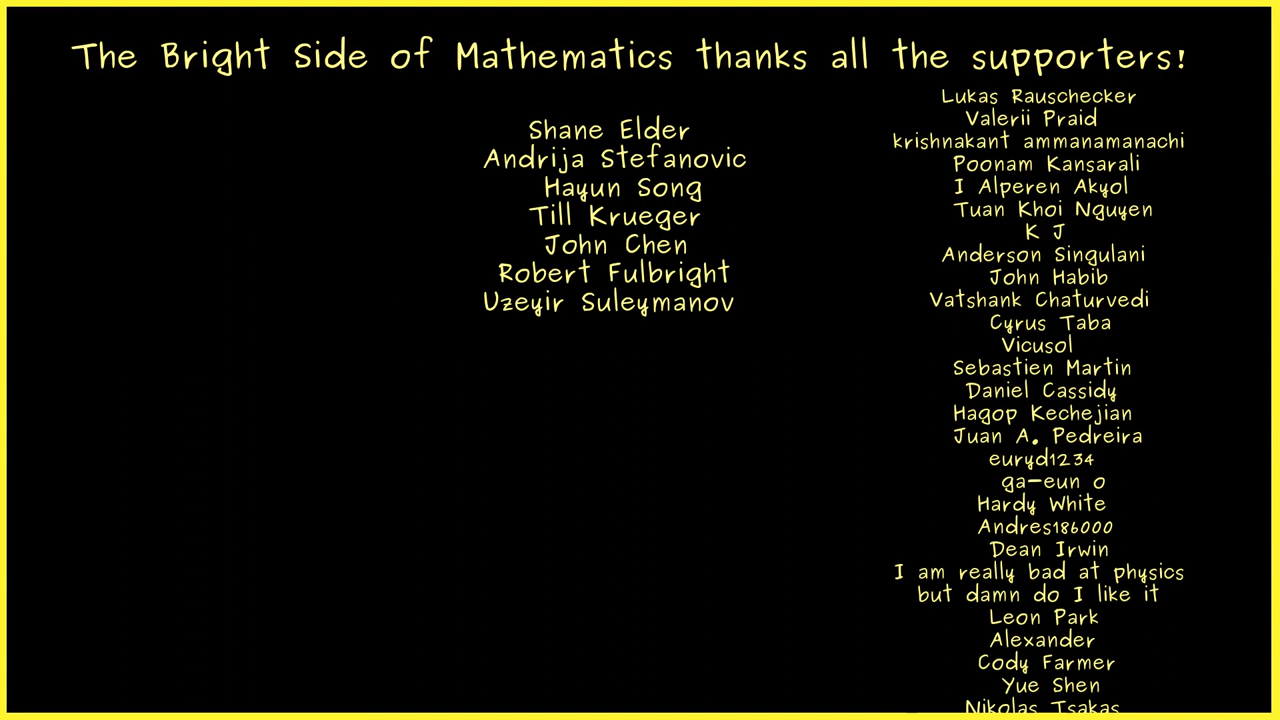 The Bright Side of Mathematics thanks all the supporters!
Shane Elder
Andrija Stefanovic
Hayun Song
Till Krueger
John Chen
Robert Fulbright
Uzeyir Suleymanov
Lukas Rauschecker
Valerii Praid
krishnakant ammanamanachi
Poonam Kansarali
I Alperen Akyol
Tuan Khoi Nguyen
K J
Anderson Singulani
John Habib
Vatshank Chaturvedi
Cyrus Taba
Vicusol
Sebastien Martin
Daniel Cassidy
Hagop Kechejian
Juan A. Pedreira
euryd1234
ga-eun o
Hardy White
Andres186000
Dean Irwin
I am really bad at physics
but damn do I like it
Leon Park
Alexander
Cody Farmer
Yue Shen
Nikolas Tsakas